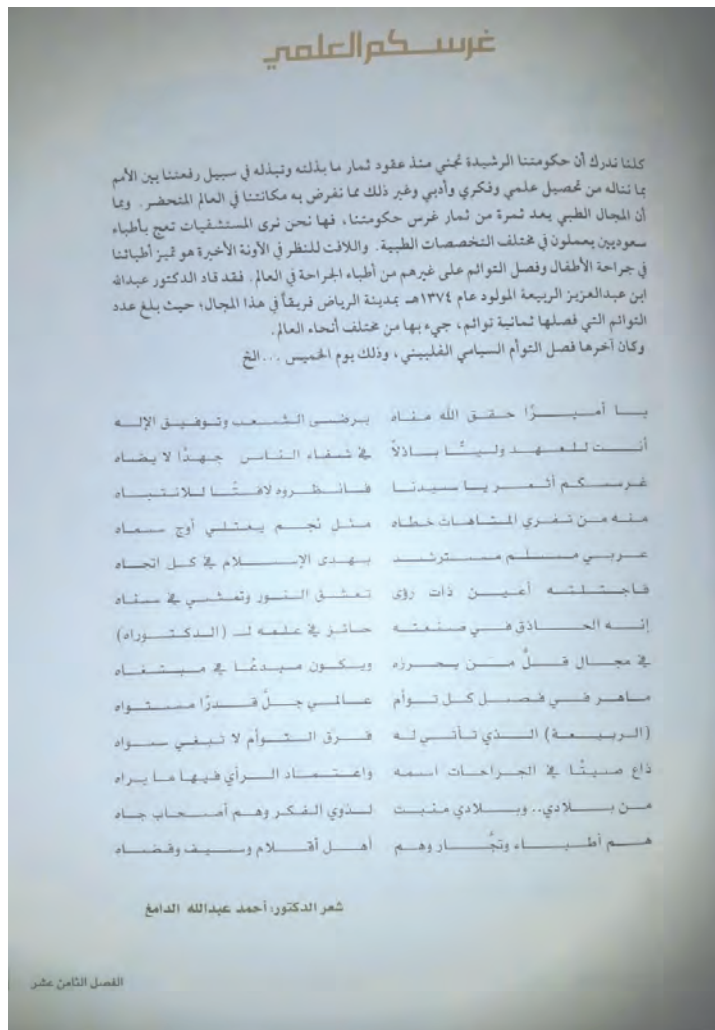 غرسكم العلمي
كلنا ندرك أن حكومتنا الرشيدة تجني منذ عقود ثمار ما بذلته وتبذله في سبيل رفعتنا بين الأمم
بما نناله من تحصيل علمي وفكري وأدبي وغير ذلك مما نفرض به مكانتنا في العالم المتحضر. وبما
أن المجال الطبي يعد ثمرة من ثمار غرس حكومتنا، فها نحن نرى المستشفيات تعج بأطباء
سعوديين يعملون في مختلف التخصصات الطبية. واللافت للنظر في الآونة الأخيرة هو تميز أطبائنا
في جراحة الأطفال وفصل التوائم على غيرهم من أطباء الجراحة في العالم. فقد قاد الدكتور عبدالله
ابن عبدالعزيز الربيعة المولود عام ١٣٧٤هـ بمدينة الرياض فريقاً في هذا المجال؛ حيث بلغ عدد
التوائم التي فصلها ثمانية توائم، جيء بها من مختلف أنحاء العالم.
وكان آخرها فصل التوأم السيامي الفلبيني، وذلك يوم الخميس ... الخ
يا أميرًا حقق الله مناه برضى الشعب وتوفيق الإله
أنت للعهد وليًّا باذلاً في شفاء الناس جهدًا لا يضاه
غرسكم أثمر يا سيدنا فانظروه لافتًا للانتباه
منه من تفري المتاهات خطاه مثل نجم يمتلي أوج سماه
عربي مسلم مسترشد بهدى الإسلام في كل اتجاه
فاجتلته أعين ذات رؤى تعشق النور وتمشي في سناه
إنه الحاذق في صنعته حائز في علمه لـ (الدكتوراه)
في مجال قلَّ من يحرزه ويكون مبدعًا في مبتغاه
ماهر في فصل كل توأم عالمي جلَّ قدرًا مستواه
(الربيعة) الذي تأتي له فرق التوأم لا تبغي سواه
ذاع صيتًا في الجراحات اسمه واعتماد الرأي فيها ما يراه
من بلادي.. وبلادي منبت لذوي الفكر وهم أصحاب جاه
هم أطباء وتجَّار وهم أهل أقلام وسيف وقضاه
شعر الدكتور: أحمد عبدالله الدامغ
الفصل الثامن عشر